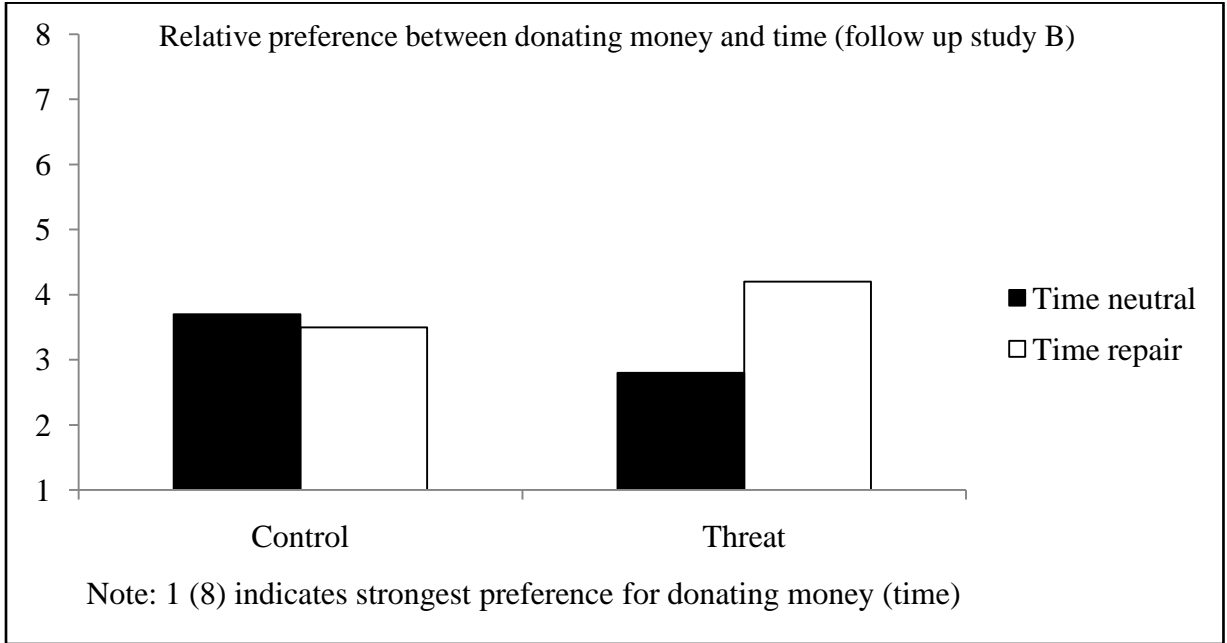 Relative preference between donating money and time (follow up study B)
8
7
6
5
4
3
2
1
Time neutral
Time repair
Control
Threat
Note: 1 (8) indicates strongest preference for donating money (time)